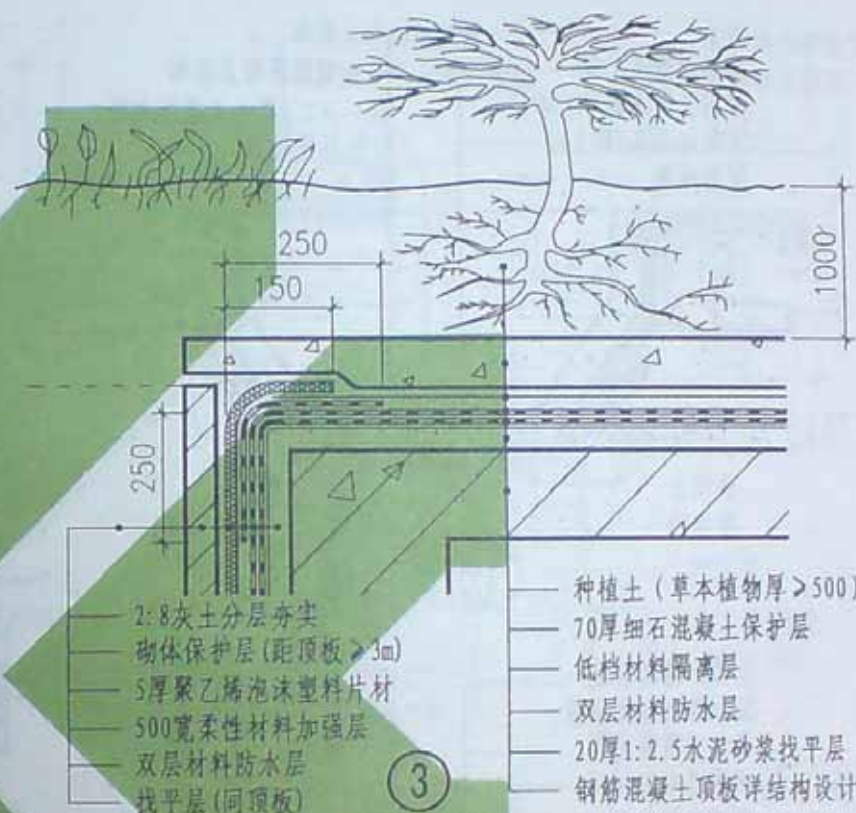 250
150
1000
250
2:8灰土分层夯实
砌体保护层(距顶板≥3m)
5厚聚乙烯泡沫塑料片材
500宽柔性材料加强层
双层材料防水层
找平层(同顶板)
3
种植土(草本植物厚≥500)
70厚细石混凝土保护层
低档材料隔离层
双层材料防水层
20厚1:2.5水泥砂浆找平层
钢筋混凝土顶板详结构设计